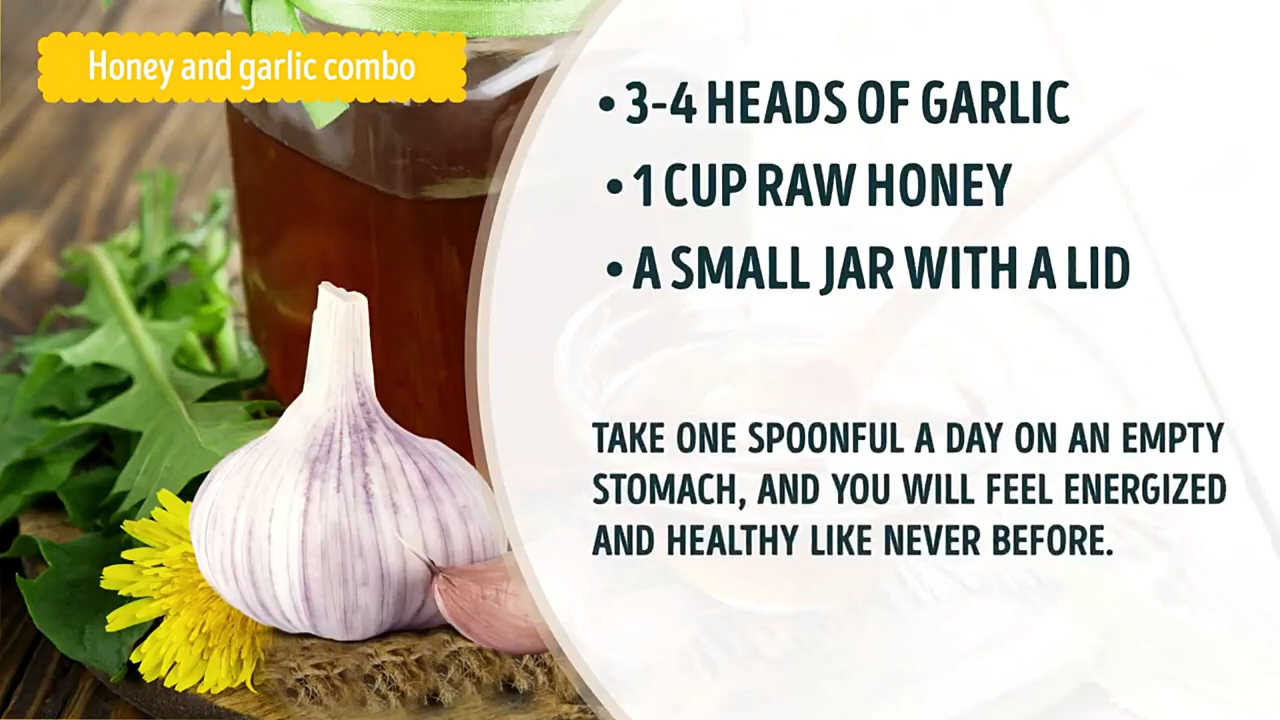 Honey and garlic combo
• 3-4 HEADS OF GARLIC
• 1 CUP RAW HONEY
• A SMALL JAR WITH A LID
TAKE ONE SPOONFUL A DAY ON AN EMPTY
STOMACH, AND YOU WILL FEEL ENERGIZED
AND HEALTHY LIKE NEVER BEFORE.